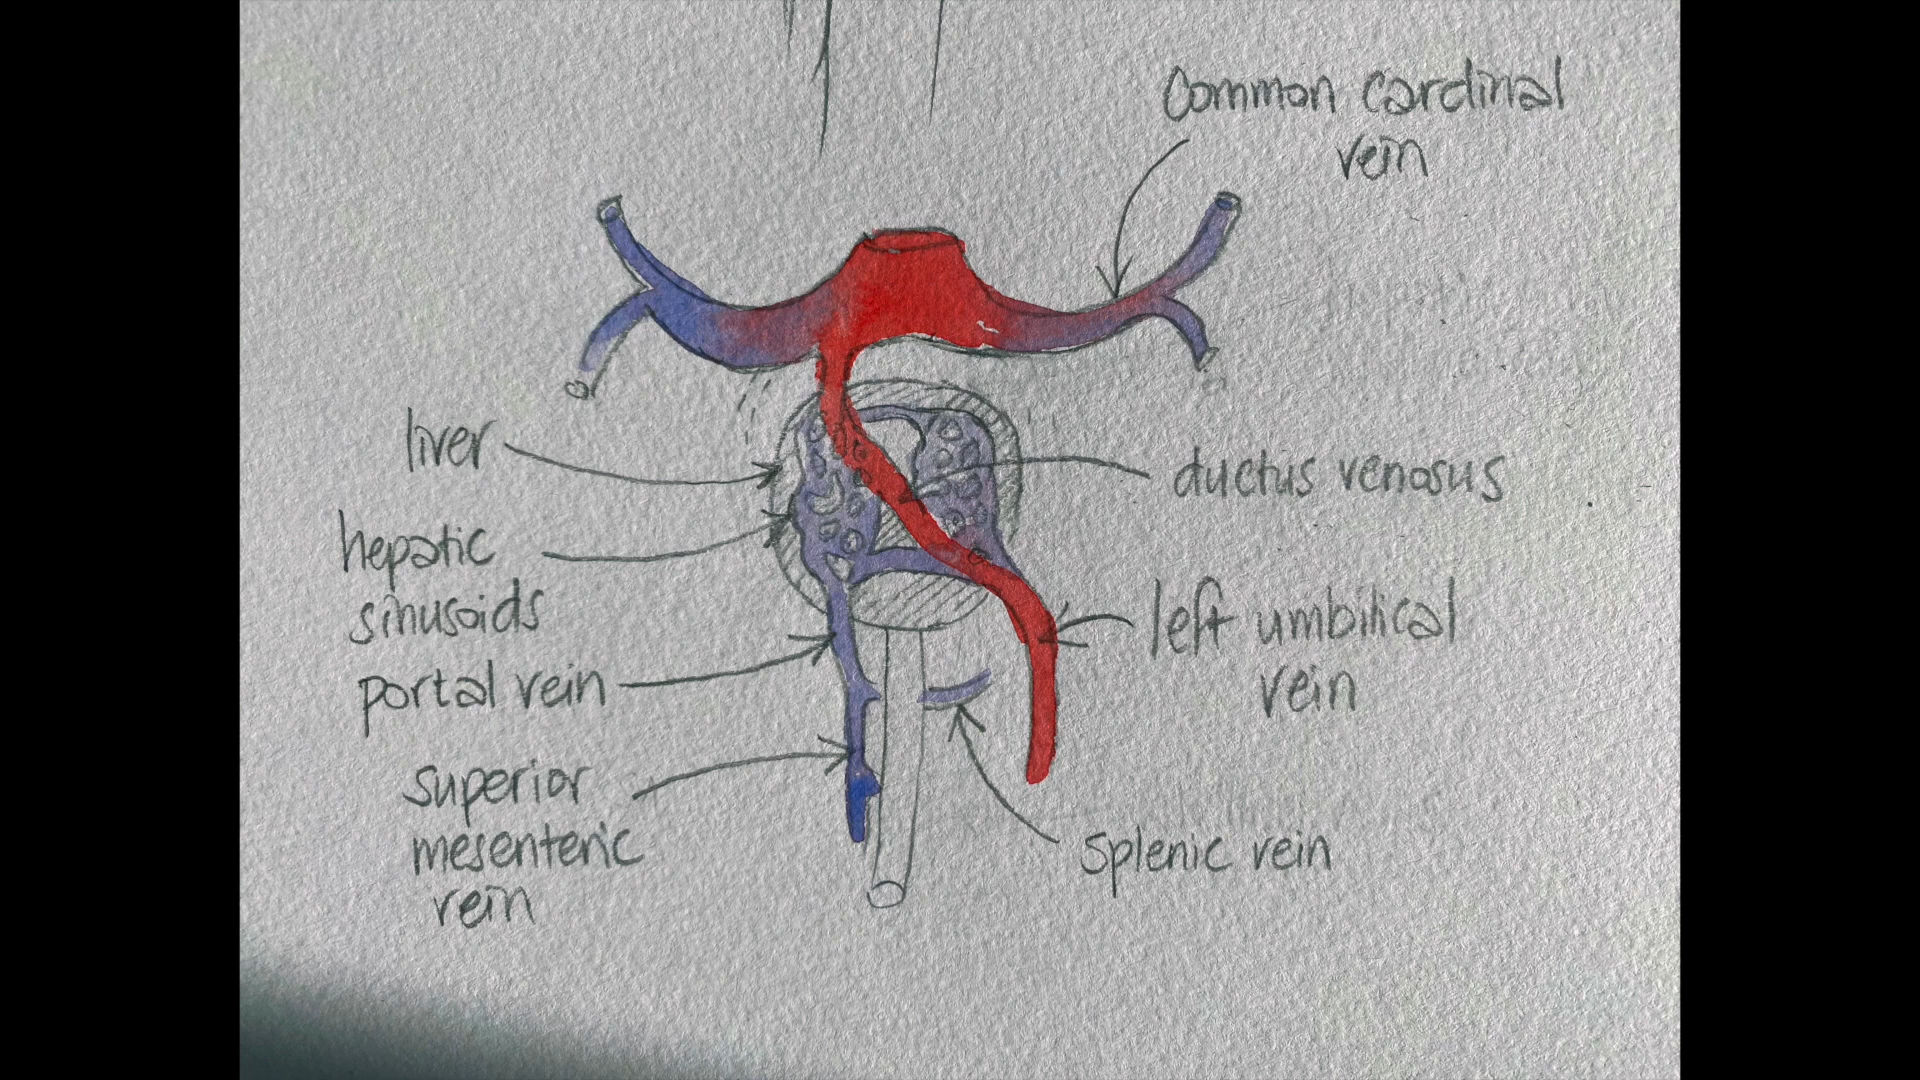 common cardinal
vein
liver
ductus venosus
hepatic
sinusoids
left umbilical
vein
portal vein
superior
mesenteric
vein
splenic vein